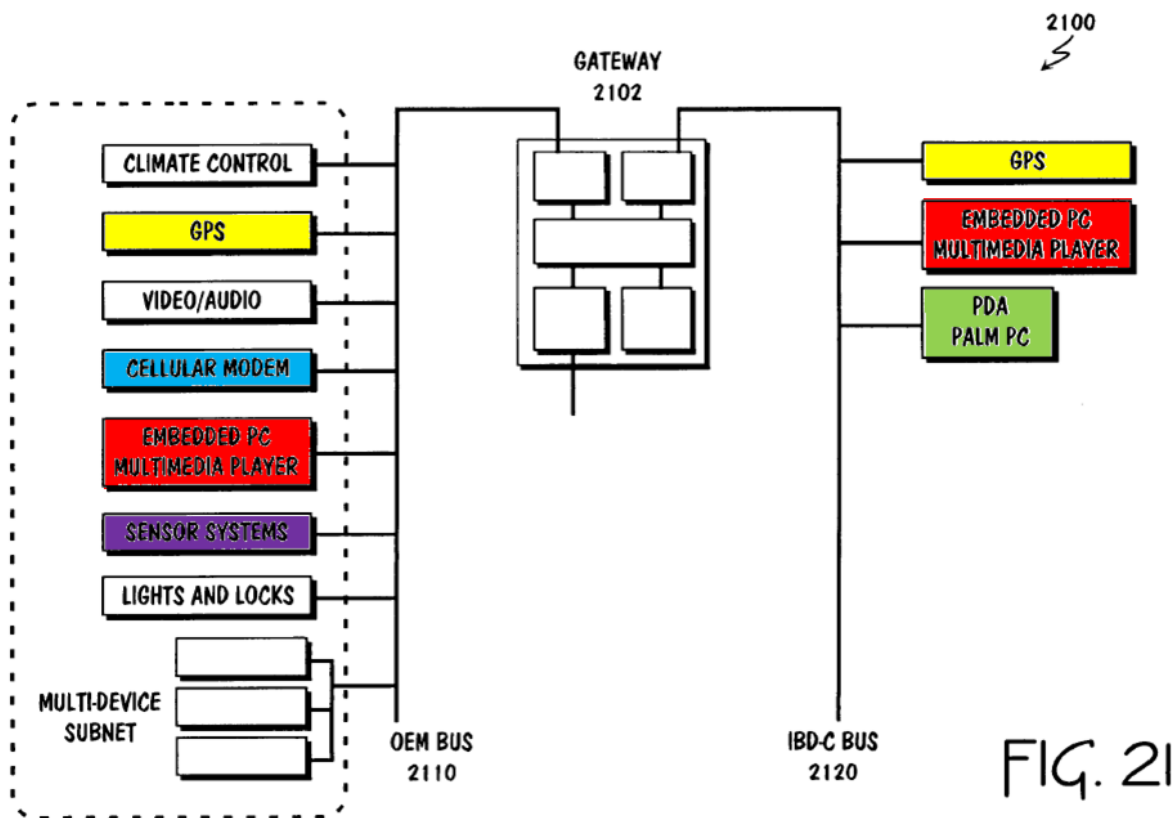 2100
GATEWAY
2102
CLIMATE CONTROL
GPS
VIDEO/AUDIO
CELLULAR MODEM
EMBEDDED PC
MULTIMEDIA PLAYER
SENSOR SYSTEMS
LIGHTS AND LOCKS
MULTI-DEVICE
SUBNET
OEM BUS
2110
GPS
EMBEDDED PC
MULTIMEDIA PLAYER
PDA
PALM PC
IBD-C BUS
2120
FIG. 21